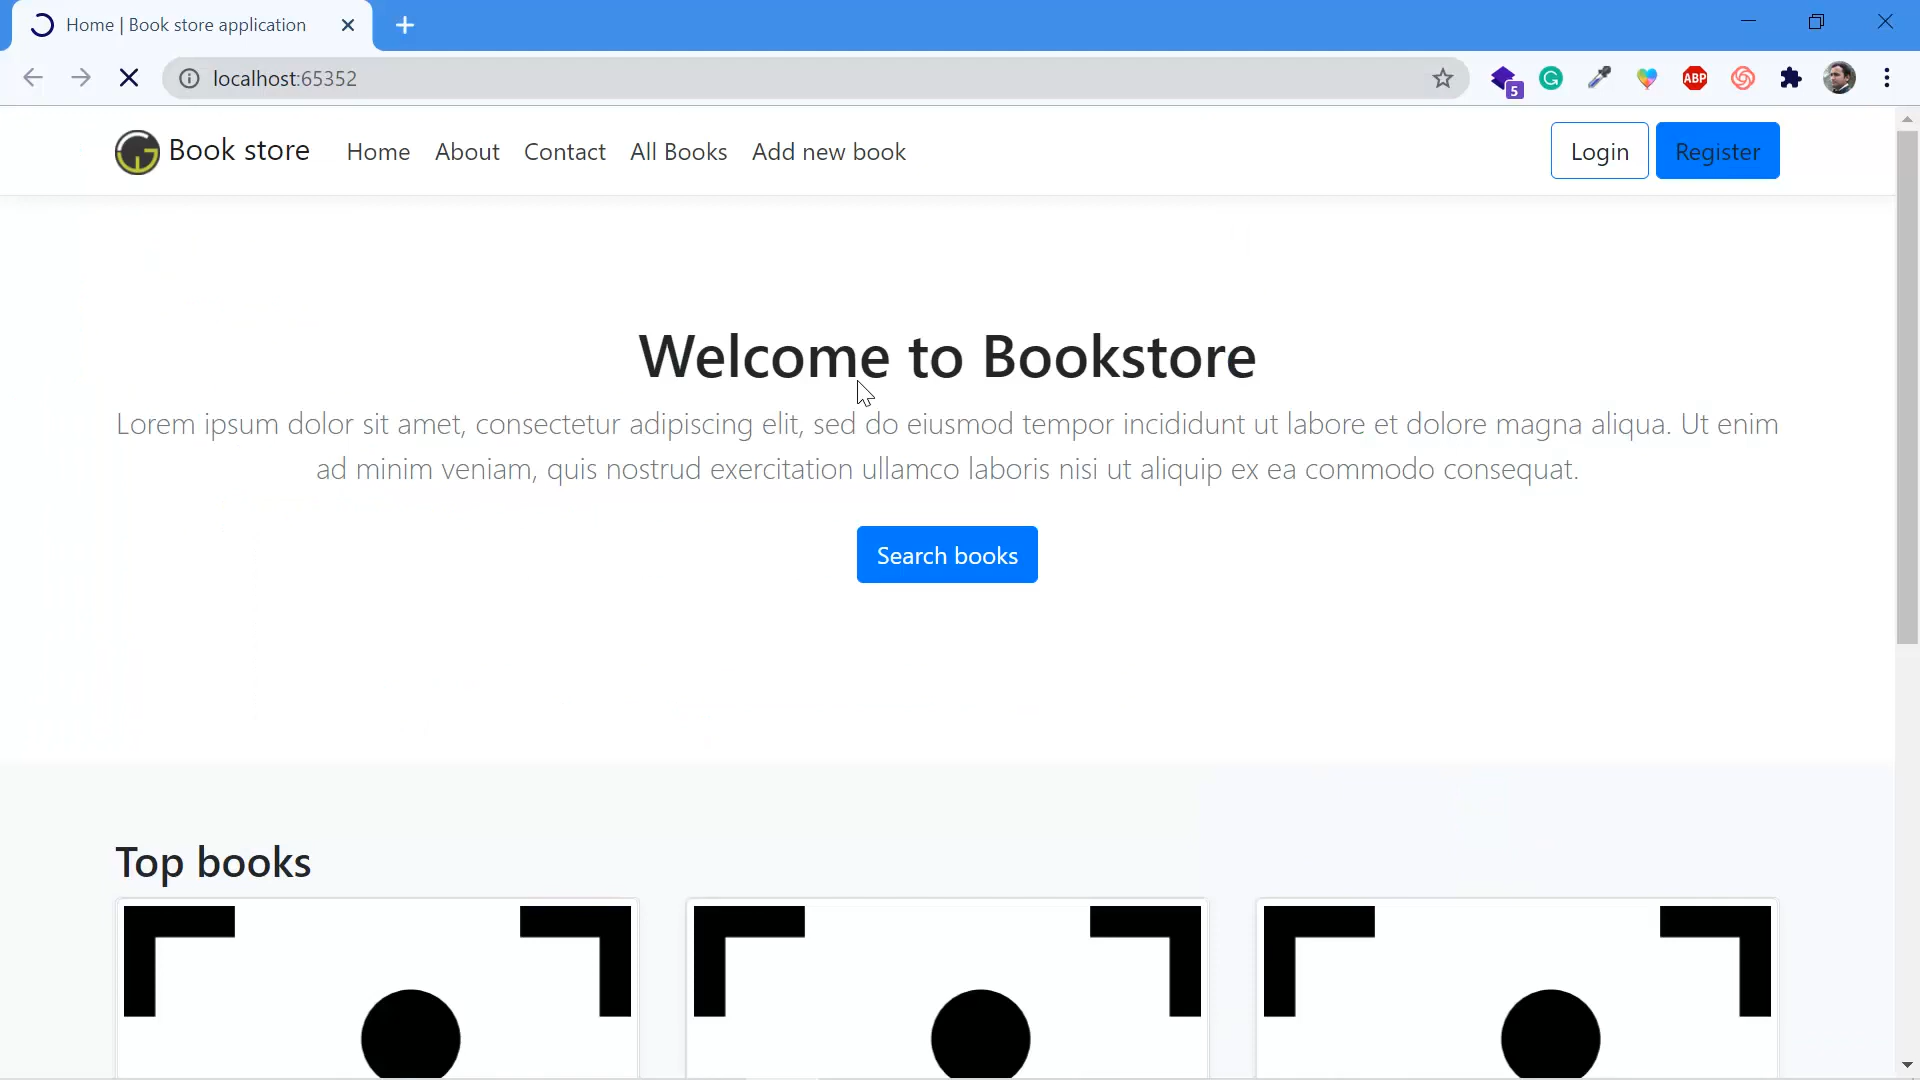 Home | Book store application
localhost:65352
5
ABP
Book store
Home
About
Contact
All Books
Add new book
Login
Register
Welcome to Bookstore
Lorem ipsum dolor sit amet, consectetur adipiscing elit, sed do eiusmod tempor incididunt ut labore et dolore magna aliqua. Ut enim
ad minim veniam, quis nostrud exercitation ullamco laboris nisi ut aliquip ex ea commodo consequat.
Search books
Top books